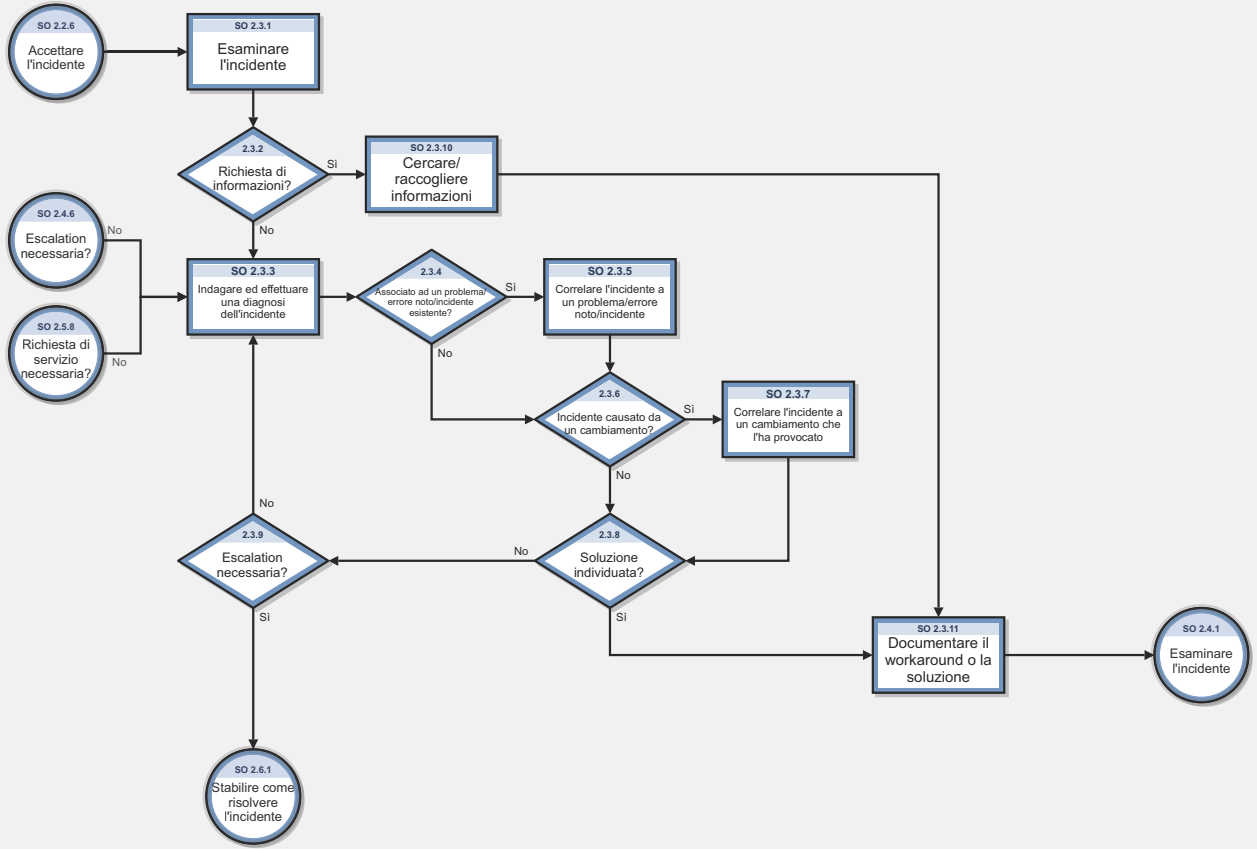 SO 2.2.6
Accettare
l'incidente
SO 2.3.1
Esaminare
l'incidente
2.3.2
Richiesta di
informazioni?
Sì
No
SO 2.3.10
Cercare/
raccogliere
informazioni
SO 2.4.6
Escalation
necessaria?
No
SO 2.5.8
Richiesta di
servizio
necessaria?
No
SO 2.3.3
Indagare ed effettuare
una diagnosi
dell'incidente
2.3.4
Associato ad un problema/
errore noto/incidente
esistente?
Sì
No
SO 2.3.5
Correlare l'incidente a
un problema/errore
noto/incidente
2.3.6
Incidente causato da
un cambiamento?
Sì
No
SO 2.3.7
Correlare l'incidente a
un cambiamento che
l'ha provocato
2.3.8
Soluzione
individuata?
No
Sì
2.3.9
Escalation
necessaria?
No
Sì
SO 2.3.11
Documentare il
workaround o la
soluzione
SO 2.4.1
Esaminare
l'incidente
SO 2.6.1
Stabilire come
risolvere
l'incidente